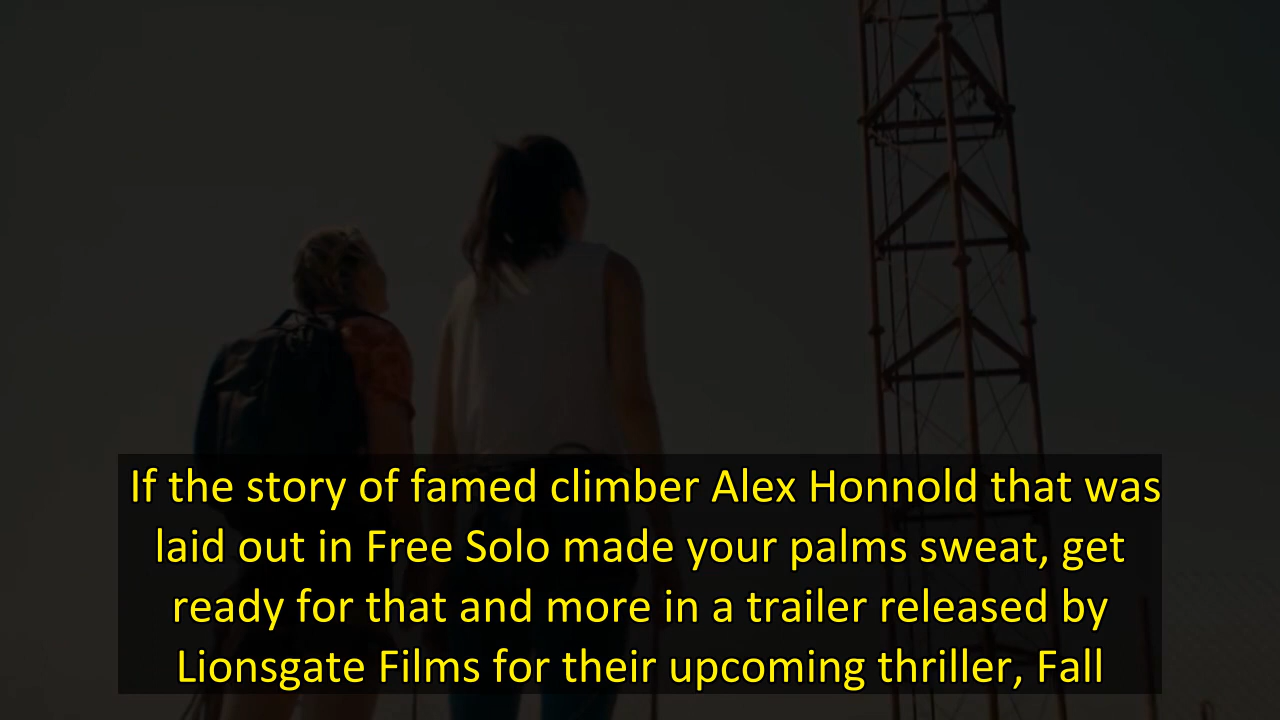 If the story of famed climber Alex Honnold that was
laid out in Free Solo made your palms sweat, get
ready for that and more in a trailer released by
Lionsgate Films for their upcoming thriller, Fall